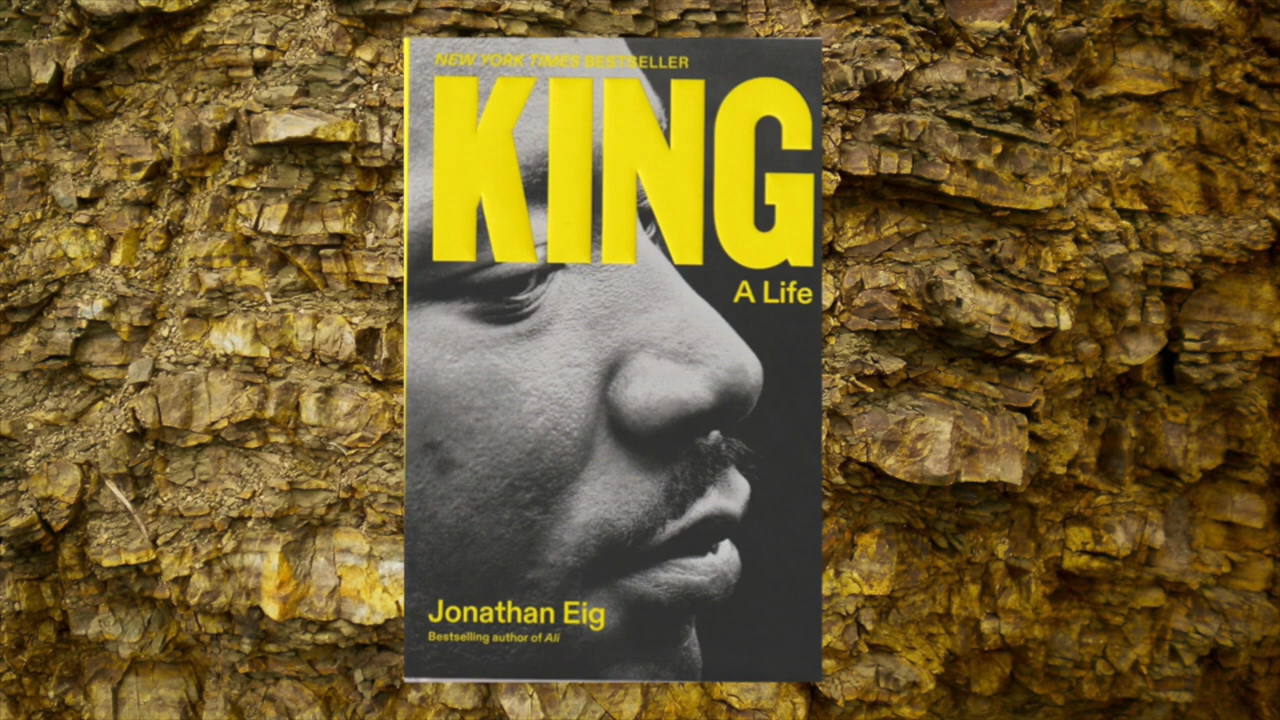 NEW YORK TIMES BESTSELLER
KING
A Life
Jonathan Eig
Bestselling author of Ali